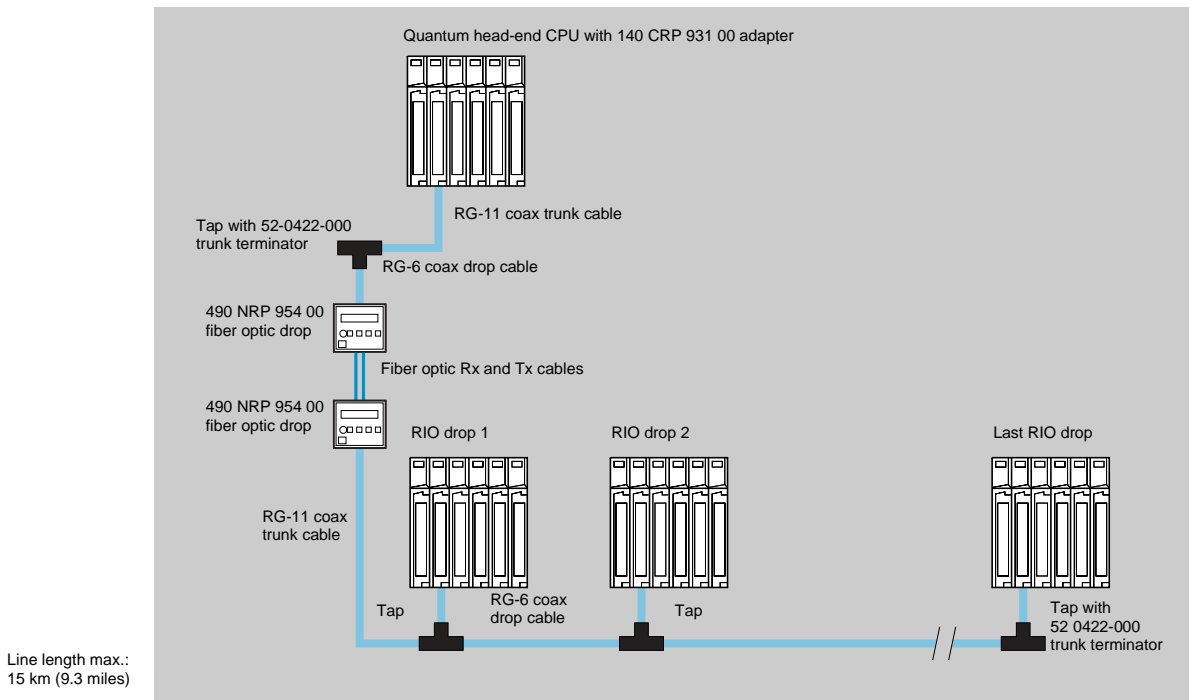 Quantum head-end CPU with 140 CRP 931 00 adapter
RG-11 coax trunk cable
Tap with 52-0422-000
trunk terminator
RG-6 coax drop cable
490 NRP 954 00
fiber optic drop
Fiber optic Rx and Tx cables
490 NRP 954 00
fiber optic drop
RIO drop 1
RIO drop 2
Last RIO drop
RG-11 coax
trunk cable
Tap
RG-6 coax
drop cable
Tap
Tap with
52 0422-000
trunk terminator
Line length max.:
15 km (9.3 miles)